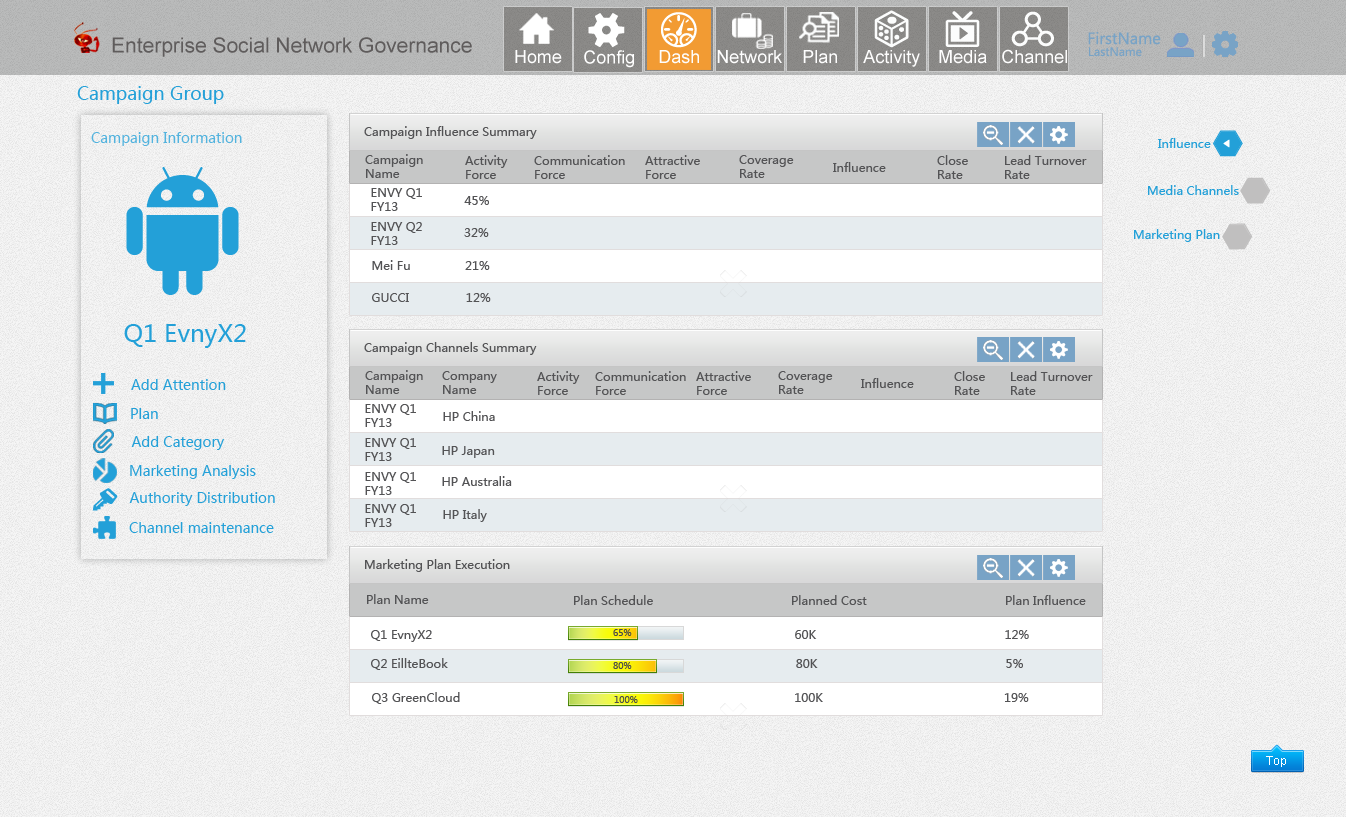 Enterprise Social Network Governance
Home
Config
Dash
Network
Plan
Activity
Media
Channel
FirstName
LastName
Campaign Group
Campaign Information
Q1 EvnyX2
Add Attention
Plan
Add Category
Marketing Analysis
Authority Distribution
Channel maintenance
Campaign Influence Summary
Campaign Name Activity Force Communication Force Attractive Force Coverage Rate Influence Close Rate Lead Turnover Rate
ENVY Q1 FY13 45%
ENVY Q2 FY13 32%
Mei Fu 21%
GUCCI 12%
Campaign Channels Summary
Campaign Name Company Name Activity Force Communication Force Attractive Force Coverage Rate Influence Close Rate Lead Turnover Rate
ENVY Q1 FY13 HP China
ENVY Q1 FY13 HP Japan
ENVY Q1 FY13 HP Australia
ENVY Q1 FY13 HP Italy
Marketing Plan Execution
Plan Name Plan Schedule Planned Cost Plan Influence
Q1 EvnyX2 65% 60K 12%
Q2 EillteBook 80% 80K 5%
Q3 GreenCloud 100% 100K 19%
Influence
Media Channels
Marketing Plan
Top